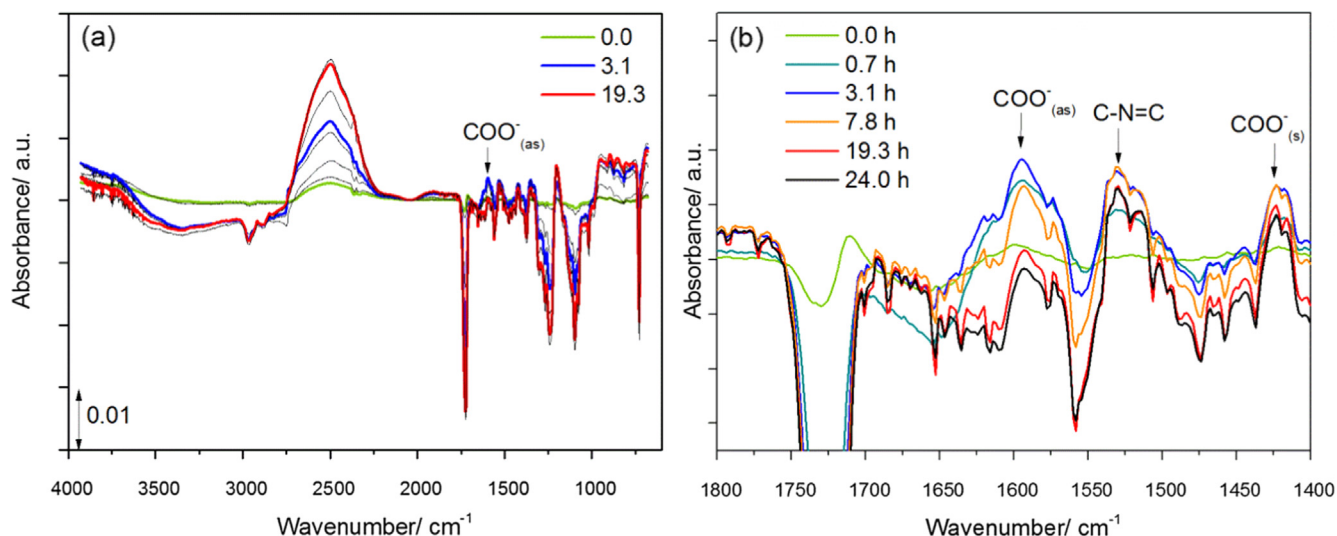 (a)
0.0
3.1
19.3
COO⁻(as)
Absorbance/ a.u.
0.01
4000 3500 3000 2500 2000 1500 1000
Wavenumber/ cm⁻¹
(b)
0.0 h
0.7 h
3.1 h
7.8 h
19.3 h
24.0 h
COO⁻(as)
C-N=C
COO⁻(s)
Absorbance/ a.u.
1800 1750 1700 1650 1600 1550 1500 1450 1400
Wavenumber/ cm⁻¹